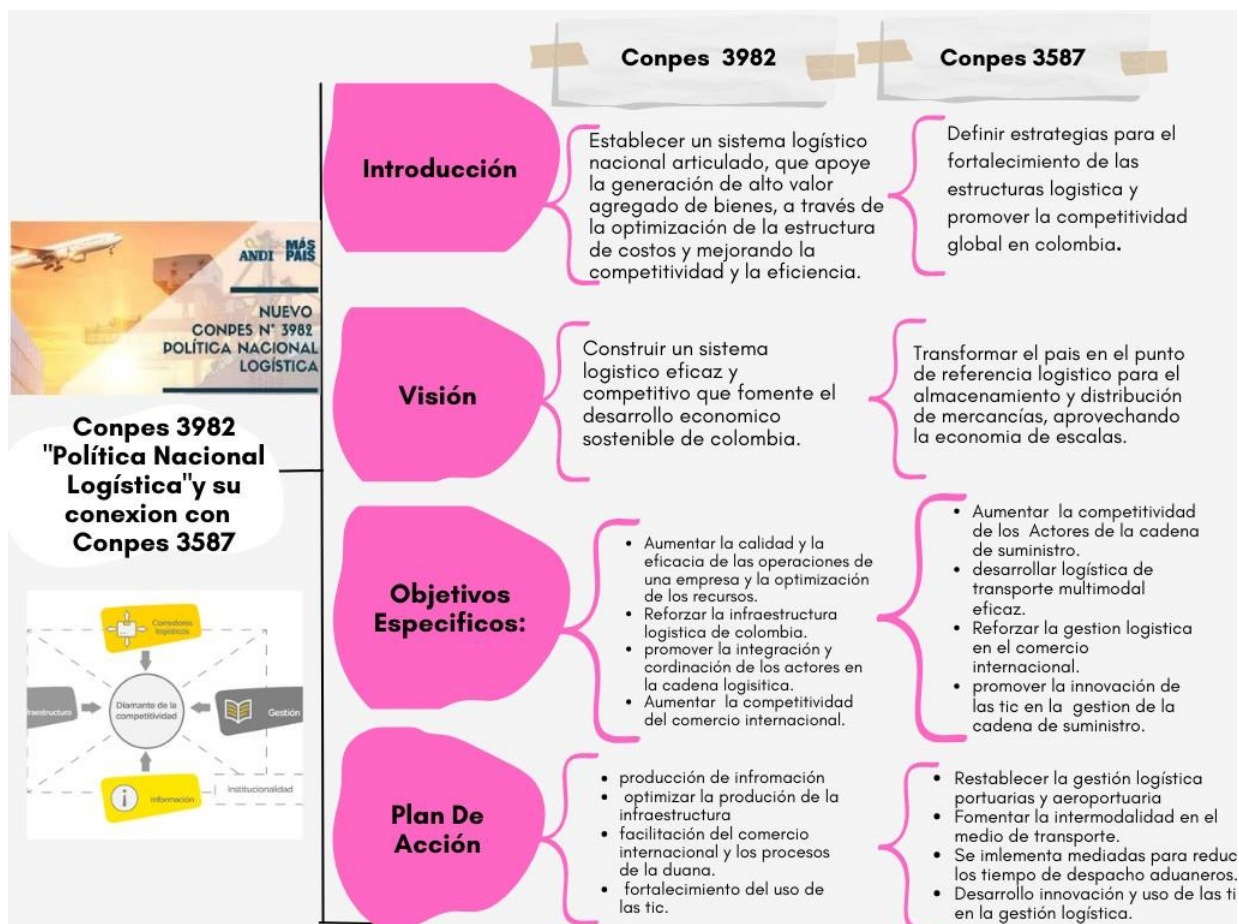 Conpes 3982
Conpes 3587
Introducción
Establecer un sistema logístico
nacional articulado, que apoye
la generación de alto valor
agregado de bienes, a través de
la optimización de la estructura
de costos y mejorando la
competitividad y la eficiencia.
Definir estrategias para el
fortalecimiento de las
estructuras logistica y
promover la competitividad
global en colombia.
ANDI MÁS PAÍS
NUEVO
CONPES N° 3982
POLÍTICA NACIONAL
LOGÍSTICA
Conpes 3982
"Política Nacional
Logística"y su
conexion con
Conpes 3587
Visión
Construir un sistema
logistico eficaz y
competitivo que fomente el
desarrollo economico
sostenible de colombia.
Transformar el pais en el punto
de referencia logistico para el
almacenamiento y distribución
de mercancías, aprovechando
la economia de escalas.
Objetivos
Especificos:
• Aumentar la calidad y la
eficacia de las operaciones de
una empresa y la optimización
de los recursos.
• Reforzar la infraestructura
logistica de colombia.
• promover la integración y
cordinación de los actores en
la cadena logisitica.
• Aumentar la competitividad
del comercio internacional.
• Aumentar la competitividad
de los Actores de la cadena
de suministro.
• desarrollar logística de
transporte multimodal
eficaz.
• Reforzar la gestion logistica
en el comercio
internacional.
• promover la innovación de
las tic en la gestion de la
cadena de suministro.
Corredores
logísticos
raestructura
Diamante de la
competitividad
Gestión
Información
Institucionalidad
Plan De
Acción
• producción de infromación
• optimizar la produción de la
infraestructura
• facilitación del comercio
internacional y los procesos
de la duana.
• fortalecimiento del uso de
las tic.
• Restablecer la gestión logística
portuarias y aeroportuaria
• Fomentar la intermodalidad en el
medio de transporte.
• Se imlementa mediadas para reduc
los tiempo de despacho aduaneros.
• Desarrollo innovación y uso de las ti
en la gestión logística.